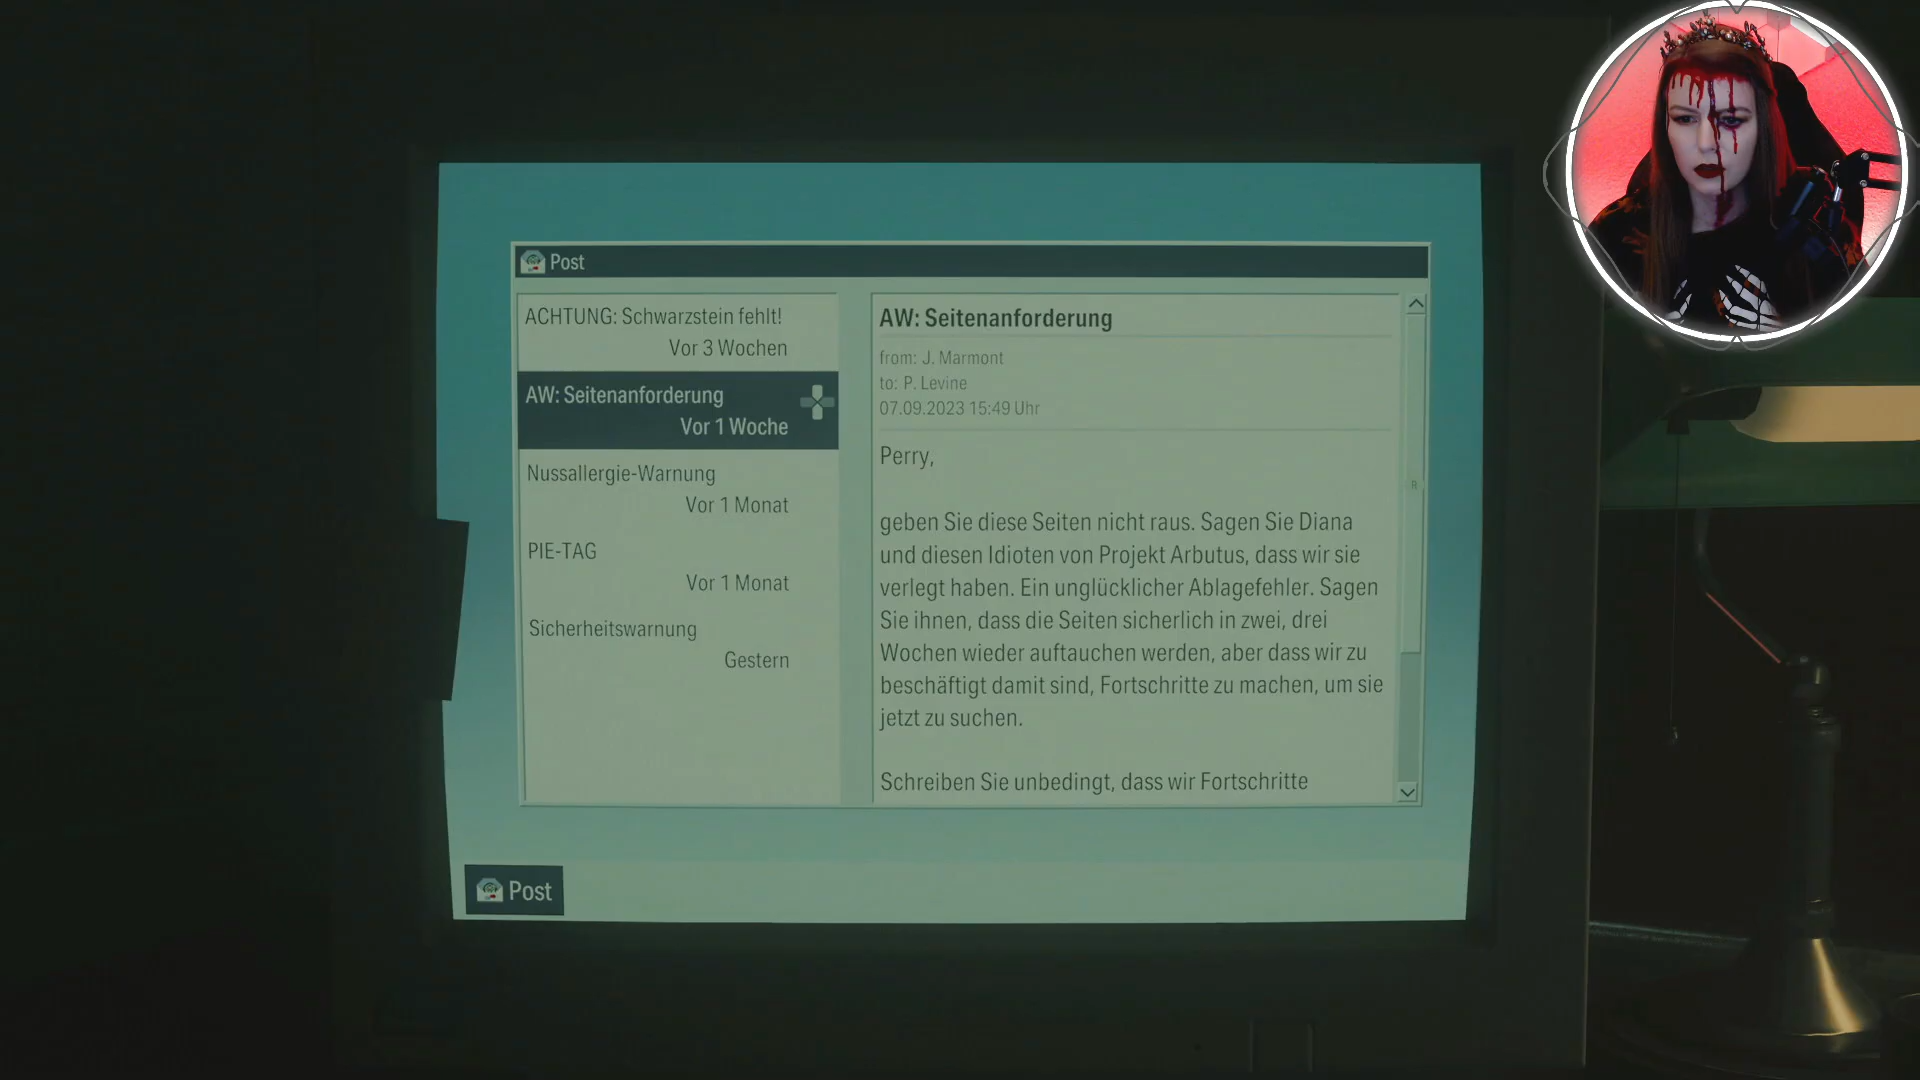 Post
ACHTUNG: Schwarzstein fehlt!
Vor 3 Wochen
AW: Seitenanforderung
Vor 1 Woche
Nussallergie-Warnung
Vor 1 Monat
PIE-TAG
Vor 1 Monat
Sicherheitswarnung
Gestern
AW: Seitenanforderung
from: J. Marmont
to: P. Levine
07.09.2023 15:49 Uhr
Perry,
geben Sie diese Seiten nicht raus. Sagen Sie Diana
und diesen Idioten von Projekt Arbutus, dass wir sie
verlegt haben. Ein unglücklicher Ablagefehler. Sagen
Sie ihnen, dass die Seiten sicherlich in zwei, drei
Wochen wieder auftauchen werden, aber dass wir zu
beschäftigt damit sind, Fortschritte zu machen, um sie
jetzt zu suchen.
Schreiben Sie unbedingt, dass wir Fortschritte
R
Post